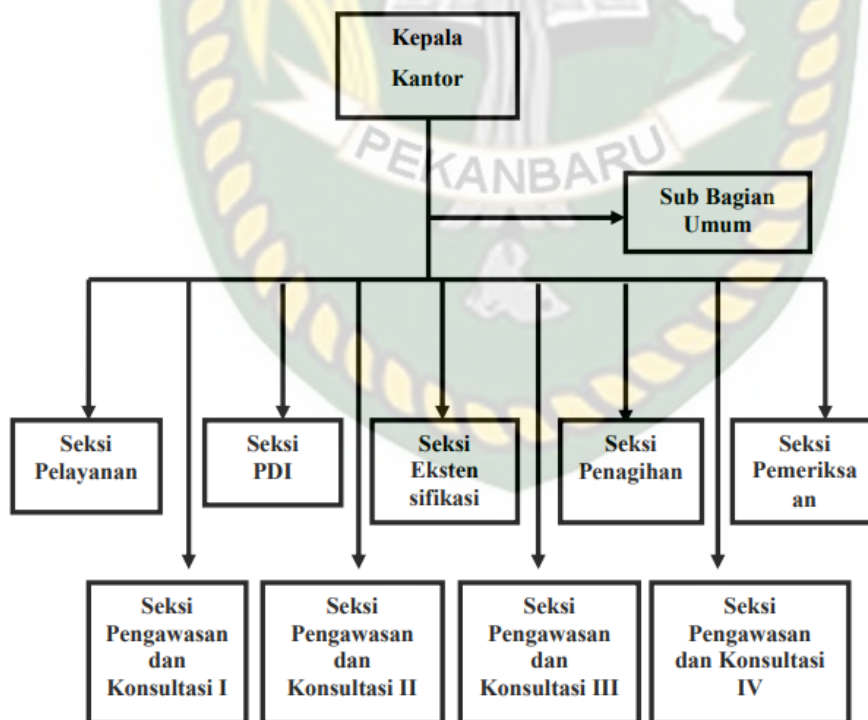 Kepala
Kantor
PEKANBARU
Sub Bagian
Umum
Seksi
Pelayanan
Seksi
PDI
Seksi
Eksten
sifikasi
Seksi
Penagihan
Seksi
Pemeriksa
an
Seksi
Pengawasan
dan
Konsultasi I
Seksi
Pengawasan
dan
Konsultasi II
Seksi
Pengawasan
dan
Konsultasi III
Seksi
Pengawasan
dan Konsultasi
IV